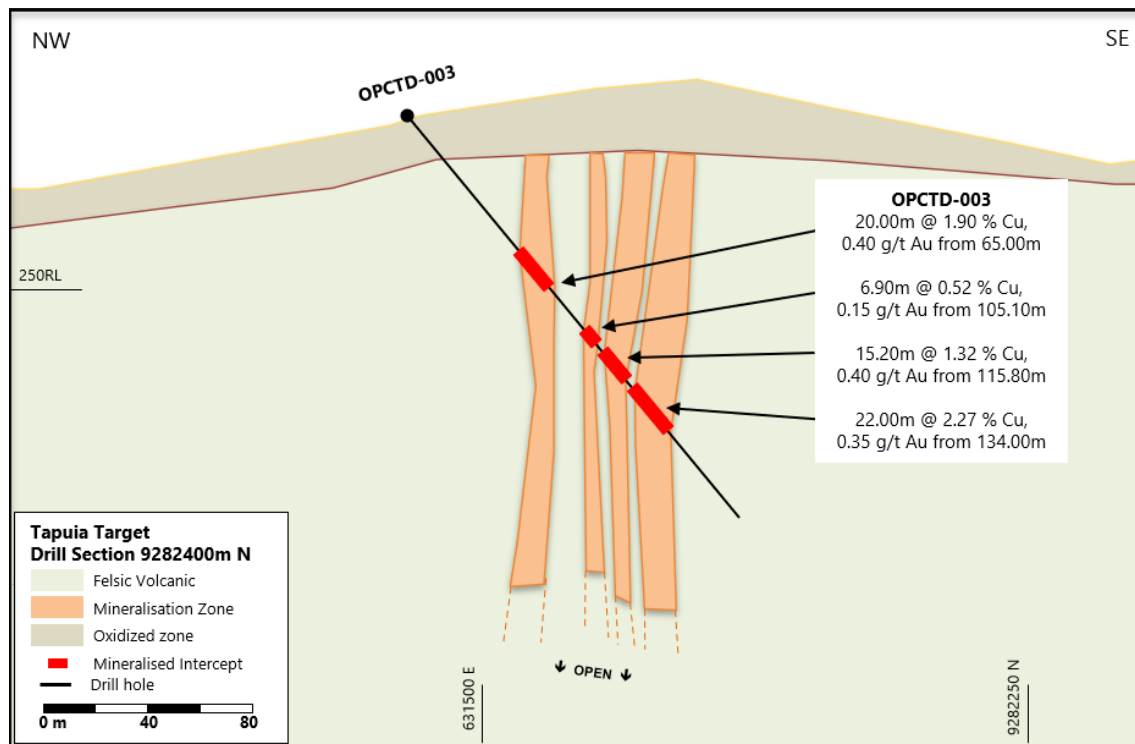 NW
SE
OPCTD-003
OPCTD-003
20.00m @ 1.90 % Cu,
0.40 g/t Au from 65.00m
6.90m @ 0.52 % Cu,
0.15 g/t Au from 105.10m
15.20m @ 1.32 % Cu,
0.40 g/t Au from 115.80m
22.00m @ 2.27 % Cu,
0.35 g/t Au from 134.00m
250RL
Tapuia Target
Drill Section 9282400m N
Felsic Volcanic
Mineralisation Zone
Oxidized zone
Mineralised Intercept
Drill hole
0 m 40 80
OPEN
631500 E
9282250 N